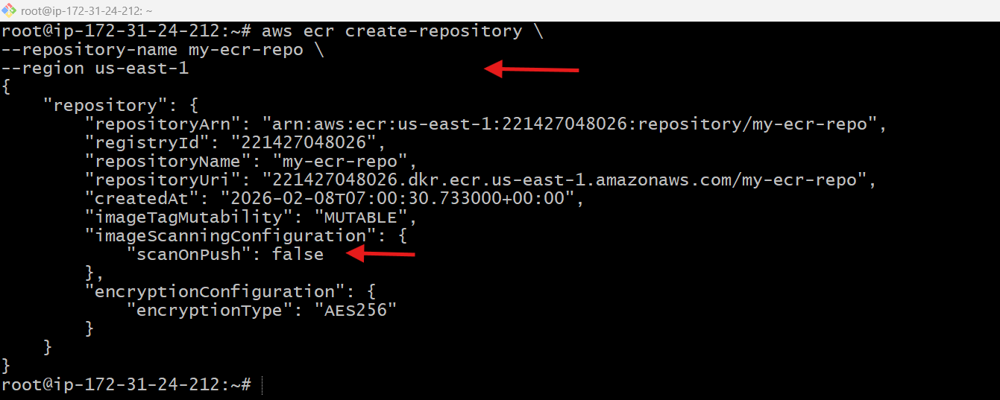 root@ip-172-31-24-212: ~
root@ip-172-31-24-212:~# aws ecr create-repository \
--repository-name my-ecr-repo \
--region us-east-1
{
    "repository": {
        "repositoryArn": "arn:aws:ecr:us-east-1:221427048026:repository/my-ecr-repo",
        "registryId": "221427048026",
        "repositoryName": "my-ecr-repo",
        "repositoryUri": "221427048026.dkr.ecr.us-east-1.amazonaws.com/my-ecr-repo",
        "createdAt": "2026-02-08T07:00:30.733000+00:00",
        "imageTagMutability": "MUTABLE",
        "imageScanningConfiguration": {
            "scanOnPush": false
        },
        "encryptionConfiguration": {
            "encryptionType": "AES256"
        }
    }
}
root@ip-172-31-24-212:~#